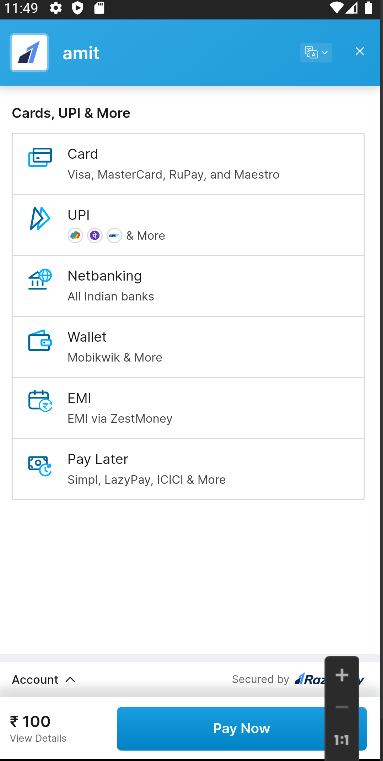 11:49
amit
Cards, UPI & More
Card
Visa, MasterCard, RuPay, and Maestro
UPI
& More
Netbanking
All Indian banks
Wallet
Mobikwik & More
EMI
EMI via ZestMoney
Pay Later
Simpl, LazyPay, ICICI & More
Account
Secured by
₹ 100
View Details
Pay Now
1:1